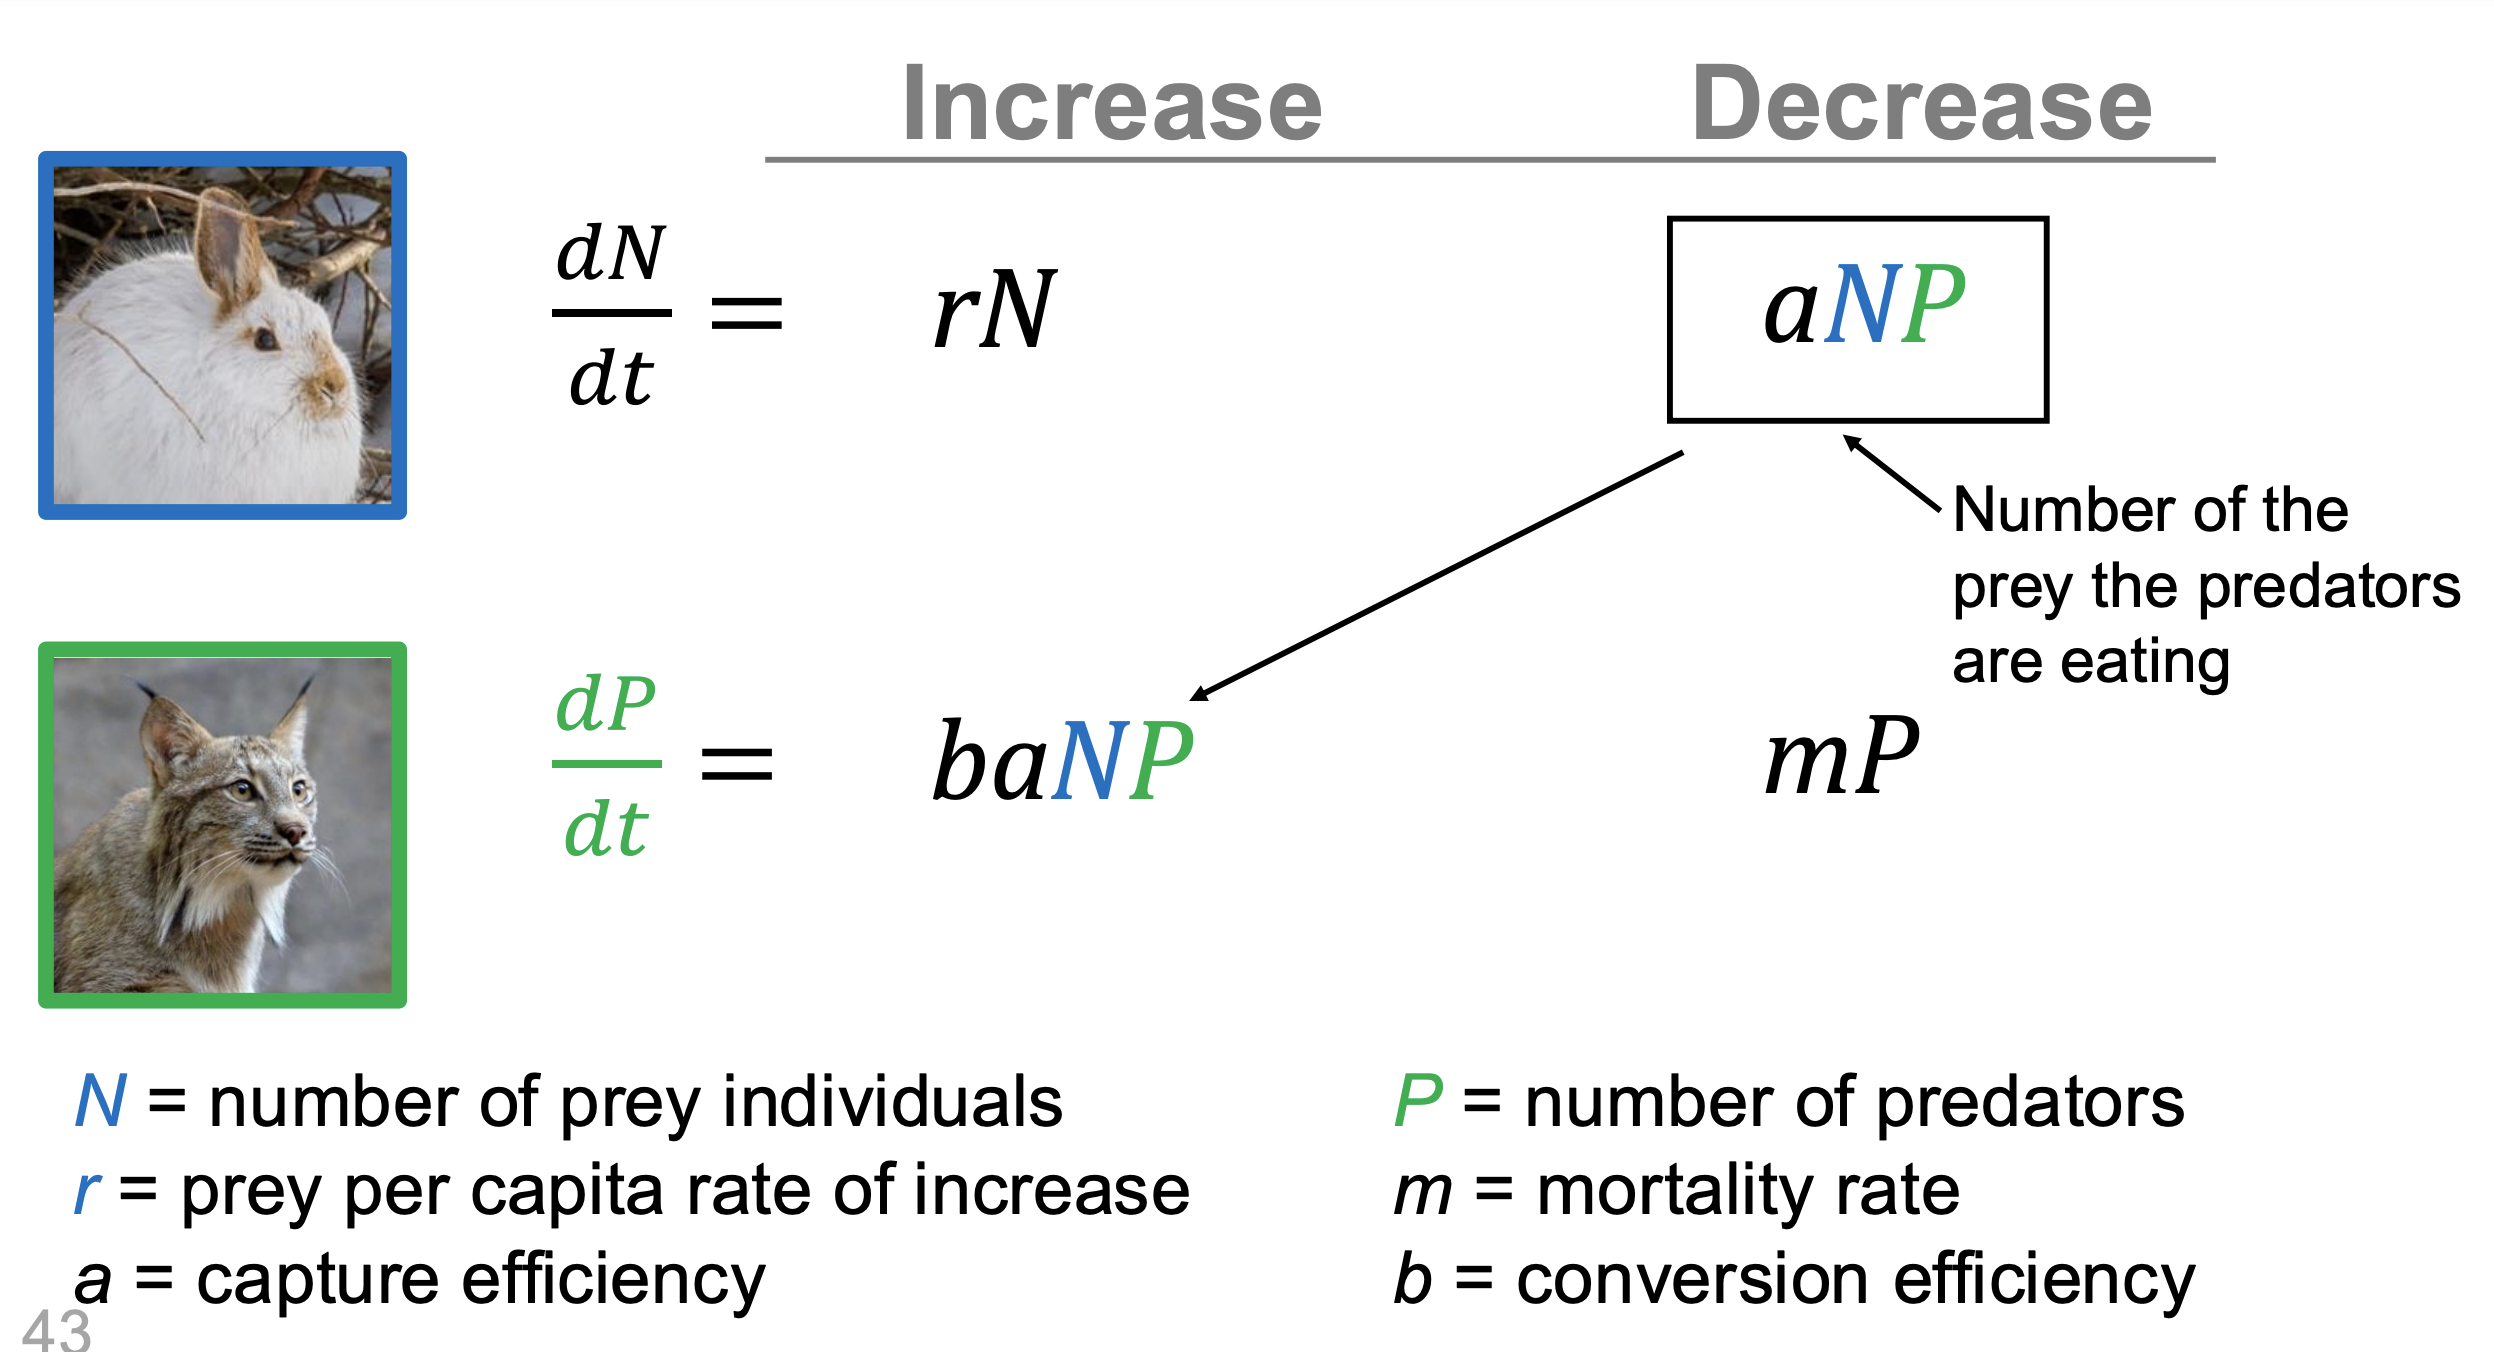 Increase Decrease
dN/dt = rN aNP
Number of the
prey the predators
are eating
dP/dt = baNP mP
N = number of prey individuals
P = number of predators
r = prey per capita rate of increase
m = mortality rate
a = capture efficiency
b = conversion efficiency
43